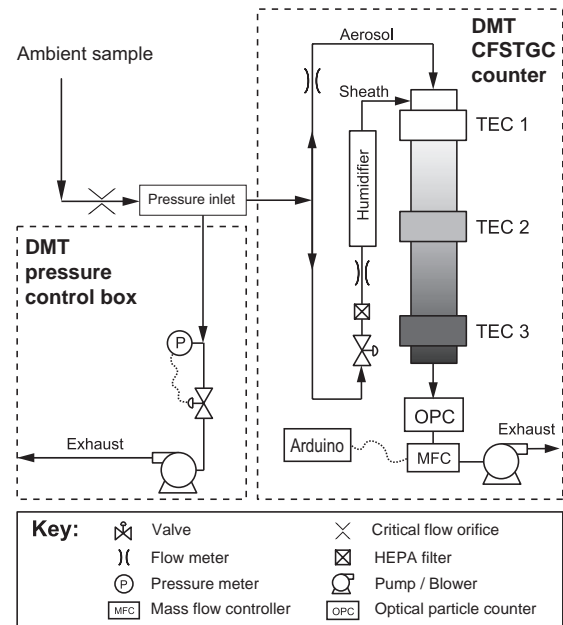 Ambient sample
Pressure inlet
DMT
pressure
control box
P
Exhaust
DMT
CFSTGC
counter
Aerosol
Sheath
Humidifier
TEC 1
TEC 2
TEC 3
OPC
Arduino
MFC
Exhaust
Key:
Valve
Critical flow orifice
Flow meter
HEPA filter
P
Pressure meter
Pump / Blower
MFC
Mass flow controller
OPC
Optical particle counter